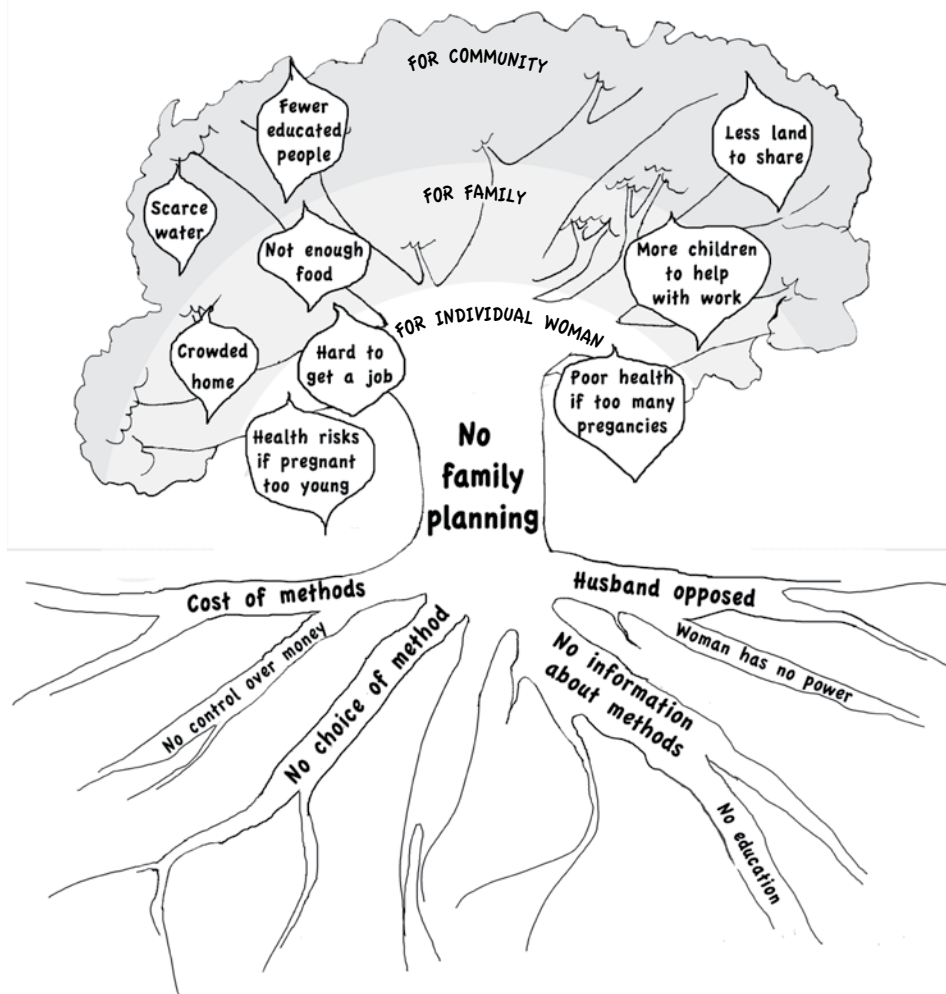 FOR COMMUNITY
Fewer
educated
people
Less land
to share
FOR FAMILY
Scarce
water
Not enough
food
More children
to help
with work
FOR INDIVIDUAL WOMAN
Crowded
home
Hard to
get a job
Poor health
if too many
pregancies
Health risks
if pregnant
too young
No
family
planning
Cost of methods
Husband opposed
No control over money
Woman has no power
No choice of method
No information
about methods
No education